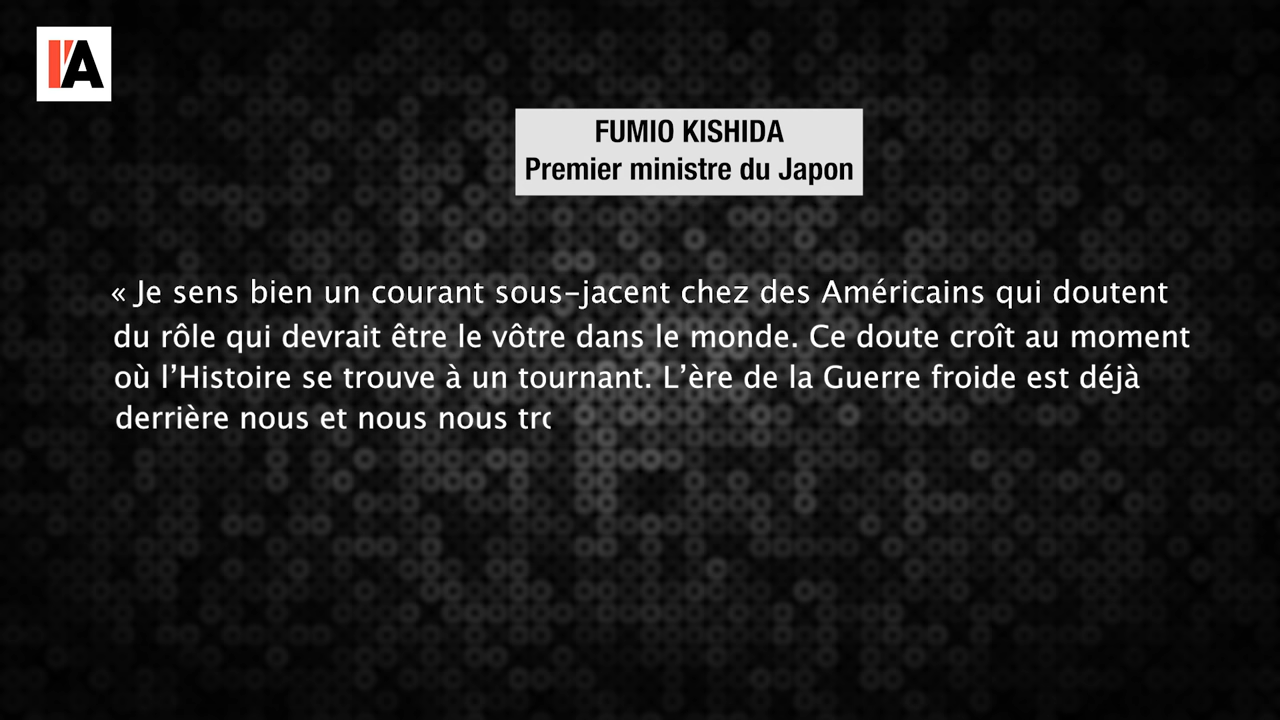 I'A
FUMIO KISHIDA
Premier ministre du Japon
« Je sens bien un courant sous-jacent chez des Américains qui doutent
du rôle qui devrait être le vôtre dans le monde. Ce doute croît au moment
où l'Histoire se trouve à un tournant. L'ère de la Guerre froide est déjà
derrière nous et nous nous